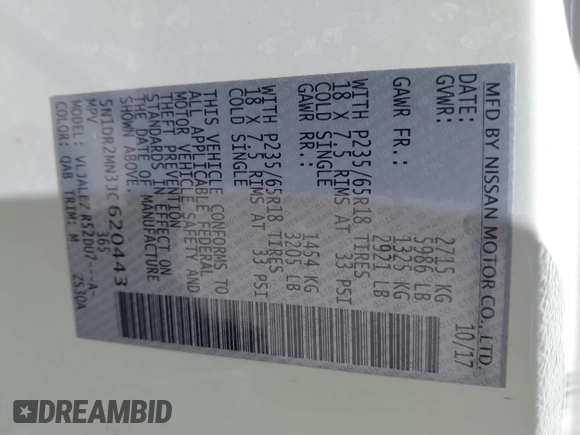 MFD BY NISSAN MOTOR CO., LTD.
DATE: 10/17
GVWR: 2715 KG
5986 LB
GAWR FR.: 1325 KG
2921 LB
WITH P235/65R18 TIRES
18 X 7.5 RIMS AT 33 PSI
COLD SINGLE
GAWR RR.: 1454 KG
3205 LB
WITH P235/65R18 TIRES
18 X 7.5 RIMS AT 33 PSI
COLD SINGLE
THIS VEHICLE CONFORMS TO
ALL APPLICABLE FEDERAL
MOTOR VEHICLE SAFETY AND
THEFT PREVENTION
STANDARDS IN EFFECT ON
THE DATE OF MANUFACTURE
SHOWN ABOVE.
5N1DR2MN3JC620443
MPV 365
MODEL: VL3ALEZ R52DU7---A-
COLOR: QAB TRIM: M ZS30A
DREAMBID